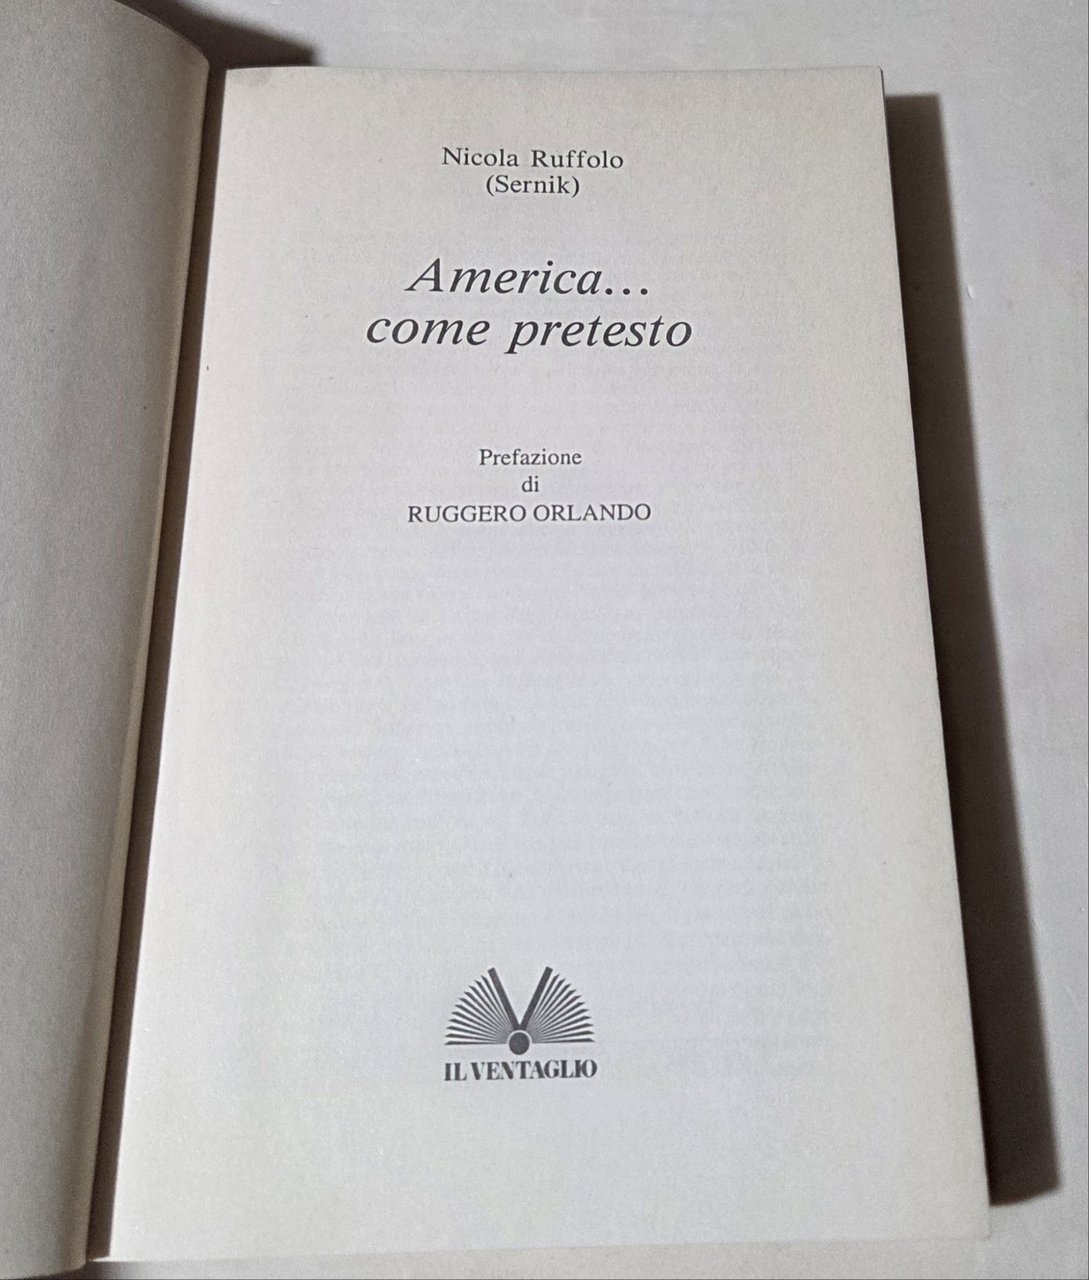 Nicola Ruffolo
(Sernik)
America...
come pretesto
Prefazione
di
RUGGERO ORLANDO
IL VENTAGLIO